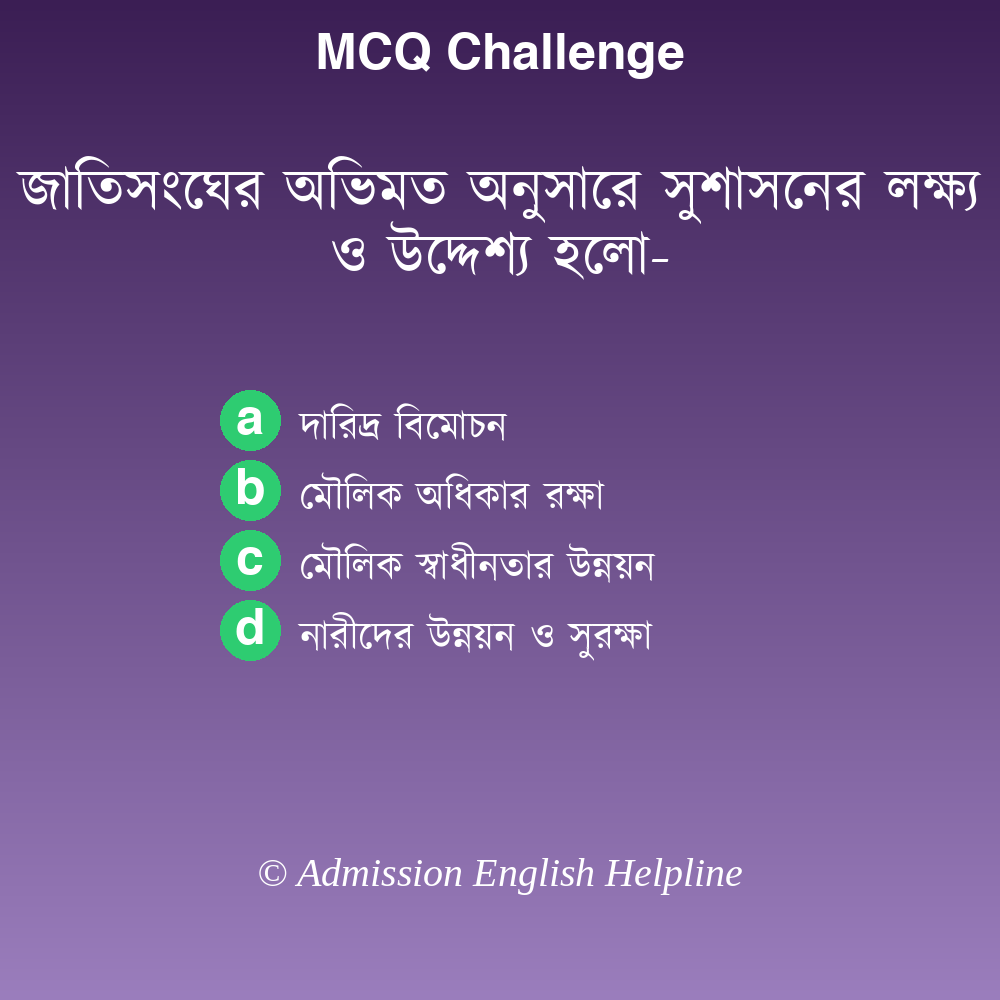 MCQ Challenge
জাতিসংঘের অভিমত অনুসারে সুশাসনের লক্ষ্য
ও উদ্দেশ্য হলো-
a দারিদ্র বিমোচন
b মৌলিক অধিকার রক্ষা
c মৌলিক স্বাধীনতার উন্নয়ন
d নারীদের উন্নয়ন ও সুরক্ষা
© Admission English Helpline